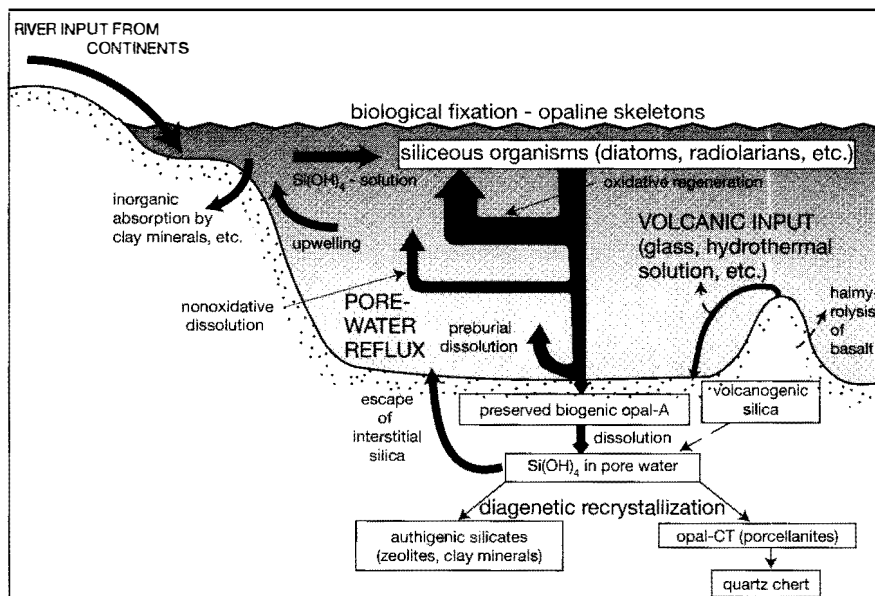 RIVER INPUT FROM
CONTINENTS
biological fixation - opaline skeletons
siliceous organisms (diatoms, radiolarians, etc.)
Si(OH)4 - solution
oxidative regeneration
inorganic
absorption by
clay minerals, etc.
upwelling
VOLCANIC INPUT
(glass, hydrothermal
solution, etc.)
nonoxidative
dissolution
PORE-
WATER
REFLUX
preburial
dissolution
halmy-
rolysis
of
basalt
escape
of
interstitial
silica
preserved biogenic opal-A
volcanogenic
silica
dissolution
Si(OH)4 in pore water
diagenetic recrystallization
authigenic silicates
(zeolites, clay minerals)
opal-CT (porcellanites)
quartz chert